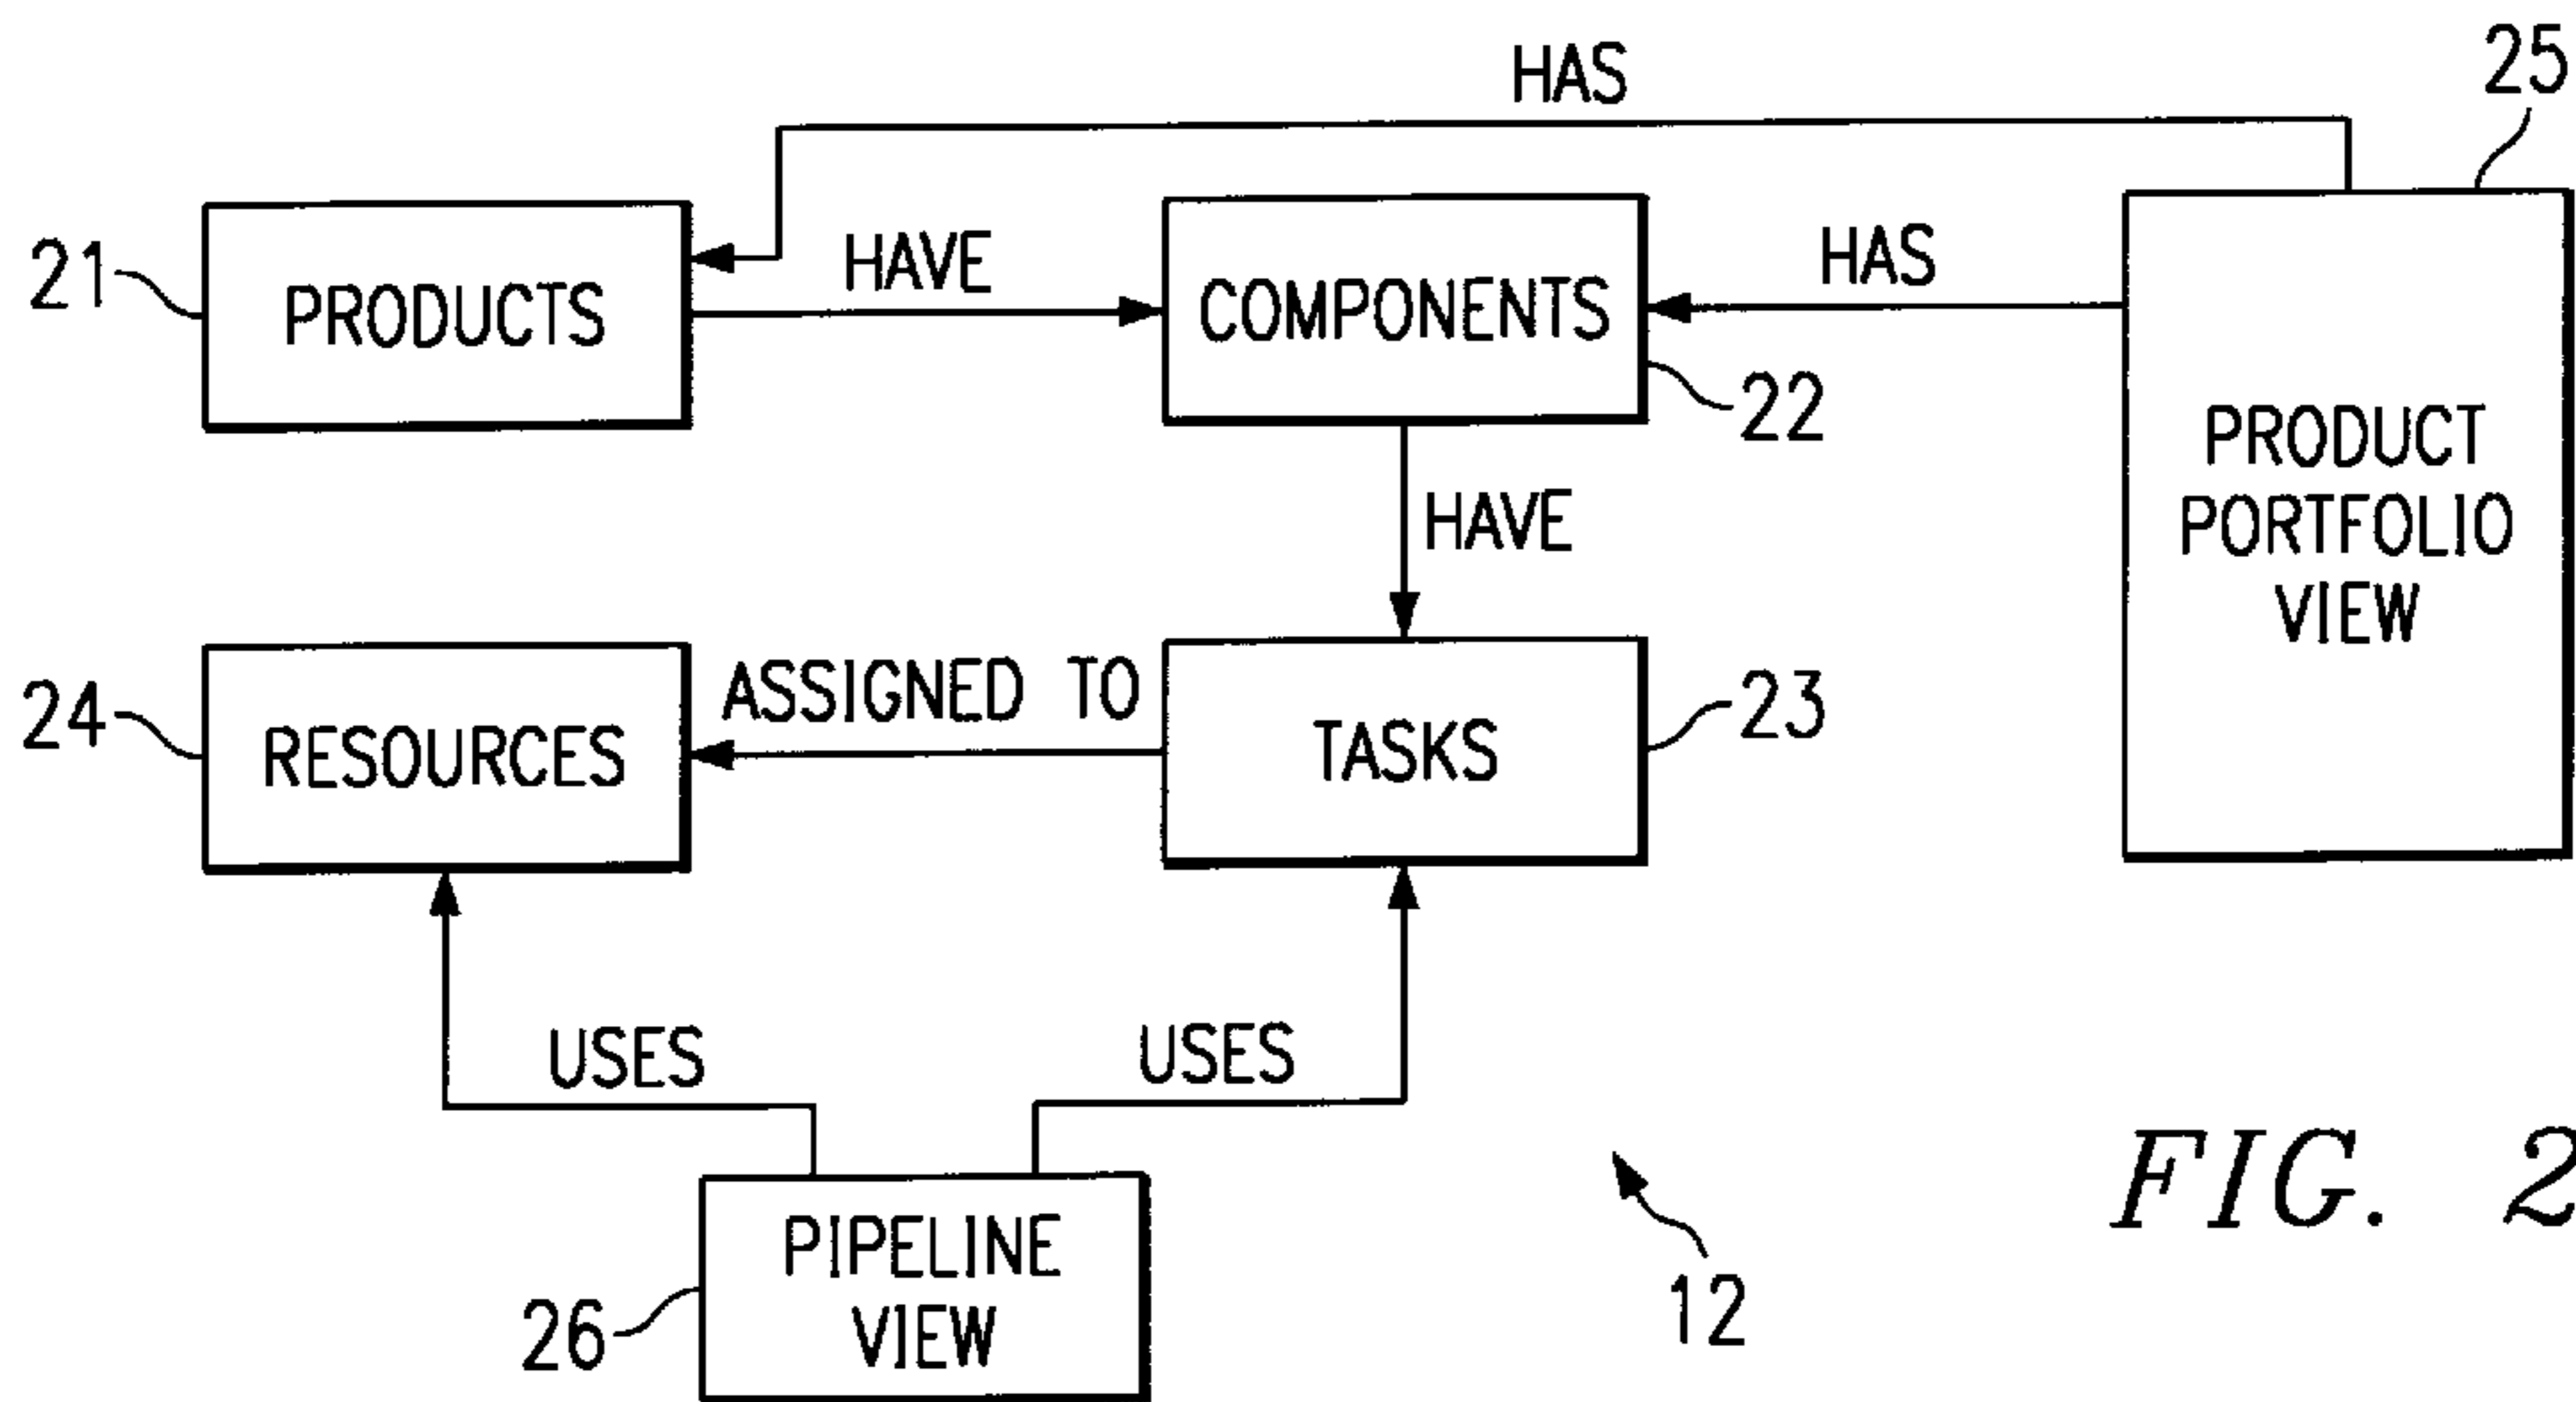 HAS
25
21
PRODUCTS
HAVE
COMPONENTS
HAS
22
PRODUCT
PORTFOLIO
VIEW
HAVE
24
RESOURCES
ASSIGNED TO
TASKS
23
USES
USES
PIPELINE
VIEW
26
12
FIG. 2